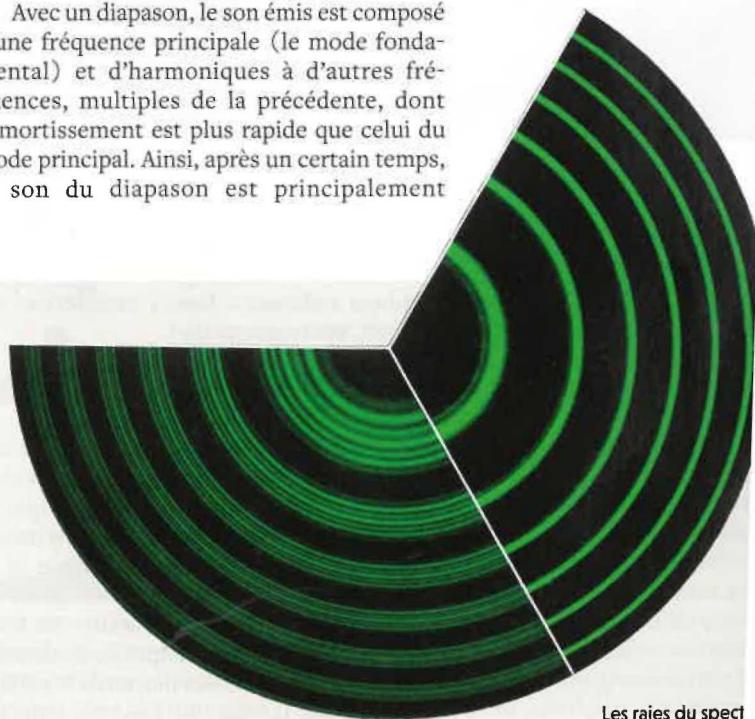 Avec un diapason, le son émis est composé
une fréquence principale (le mode fonda-
ental) et d'harmoniques à d'autres fré-
ences, multiples de la précédente, dont
mortissement est plus rapide que celui du
ode principal. Ainsi, après un certain temps,
son du diapason est principalement
Les raies du spect